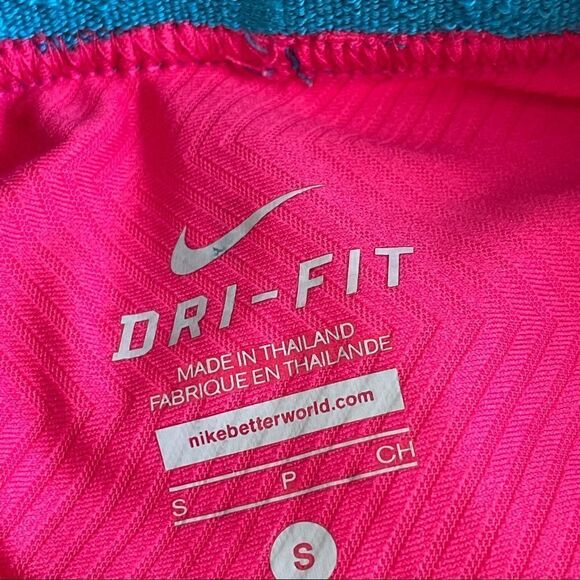 DRI-FIT
MADE IN THAILAND
FABRIQUE EN THAILANDE
nikebetterworld.com
S P CH
S